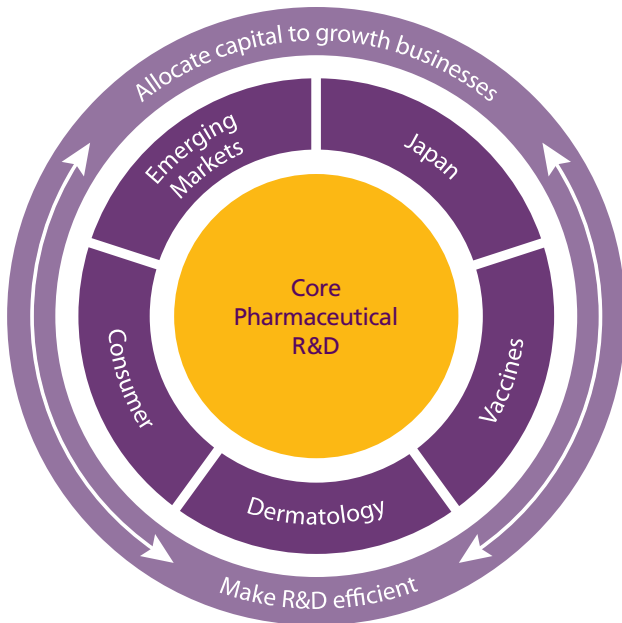 Allocate capital to growth businesses
Emerging
Markets
Japan
Core
Pharmaceutical
R&D
Consumer
Vaccines
Dermatology
Make R&D efficient